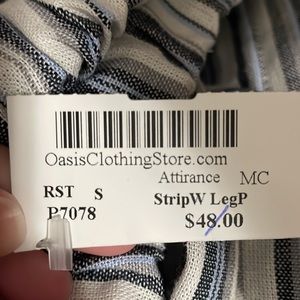 OasisClothingStore.com
Attirance MC
RST S StripW LegP
P7078 $48.00